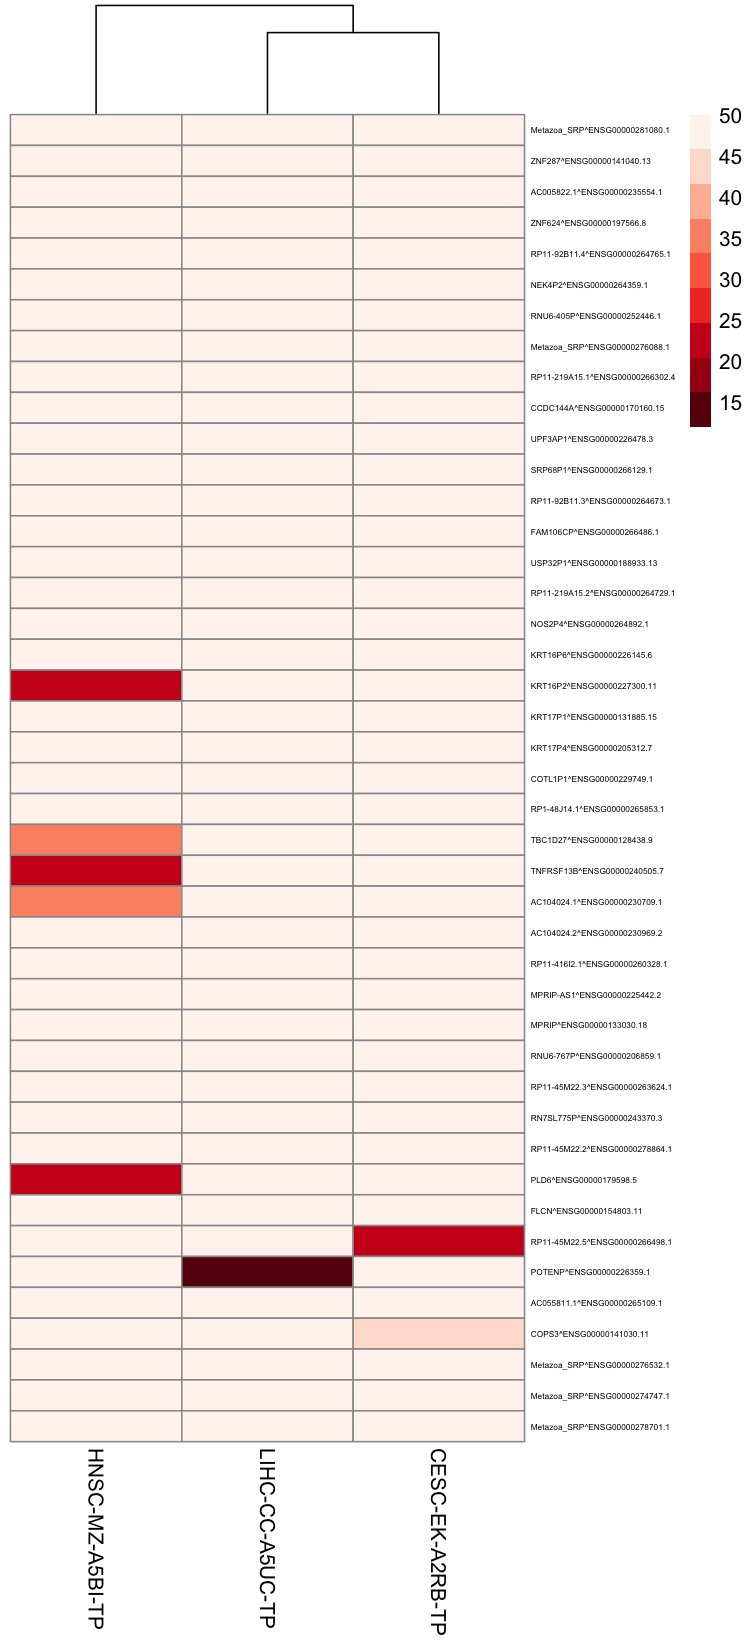 50
45
40
35
30
25
20
15
Metazoa_SRP^ENSG00000281080.1
ZNF287^ENSG00000141040.13
AC005822.1^ENSG00000235554.1
ZNF624^ENSG00000197566.8
RP11-92B11.4^ENSG00000264765.1
NEK4P2^ENSG00000264359.1
RNU6-405P^ENSG00000252446.1
Metazoa_SRP^ENSG00000276088.1
RP11-219A15.1^ENSG00000266302.4
CCDC144A^ENSG00000170160.15
UPF3AP1^ENSG00000226478.3
SRP68P1^ENSG00000266129.1
RP11-92B11.3^ENSG00000264673.1
FAM106CP^ENSG00000266486.1
USP32P1^ENSG00000188933.13
RP11-219A15.2^ENSG00000264729.1
NOS2P4^ENSG00000264892.1
KRT16P6^ENSG00000226145.6
KRT16P2^ENSG00000227300.11
KRT17P1^ENSG00000131885.15
KRT17P4^ENSG00000205312.7
COTL1P1^ENSG00000229749.1
RP1-48J14.1^ENSG00000265853.1
TBC1D27^ENSG00000128438.9
TNFRSF13B^ENSG00000240505.7
AC104024.1^ENSG00000230709.1
AC104024.2^ENSG00000230969.2
RP11-416I2.1^ENSG00000260328.1
MPRIP-AS1^ENSG00000225442.2
MPRIP^ENSG00000133030.18
RNU6-767P^ENSG00000206859.1
RP11-45M22.3^ENSG00000263624.1
RN7SL775P^ENSG00000243370.3
RP11-45M22.2^ENSG00000278864.1
PLD6^ENSG00000179598.5
FLCN^ENSG00000154803.11
RP11-45M22.5^ENSG00000266498.1
POTENP^ENSG00000226359.1
AC055811.1^ENSG00000265109.1
COPS3^ENSG00000141030.11
Metazoa_SRP^ENSG00000276532.1
Metazoa_SRP^ENSG00000274747.1
Metazoa_SRP^ENSG00000278701.1
HNSC-MZ-A5BI-TP
LIHC-CC-A5UC-TP
CESC-EK-A2RB-TP